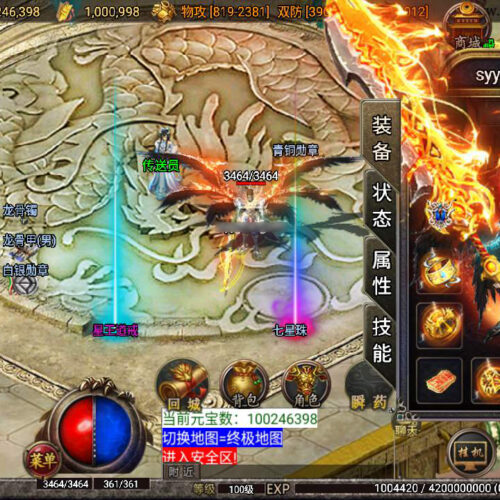 246,398
1,000,998
物攻 [819-2381]
双防 [390
012]
商城
syy
装备
青铜勋章
传送员
3464/3464
状态
龙骨镯
龙骨甲(男)
白银勋章
属性
星王道戒
七星珠
技能
回城
背包
角色
瞬药
当前元宝数：100246398
聊天
切换地图=终极地图
进入安全区!
菜单
挂机
附近
3464/3464
361/361
等级
100级
EXP
1004420 / 4200000000 (0